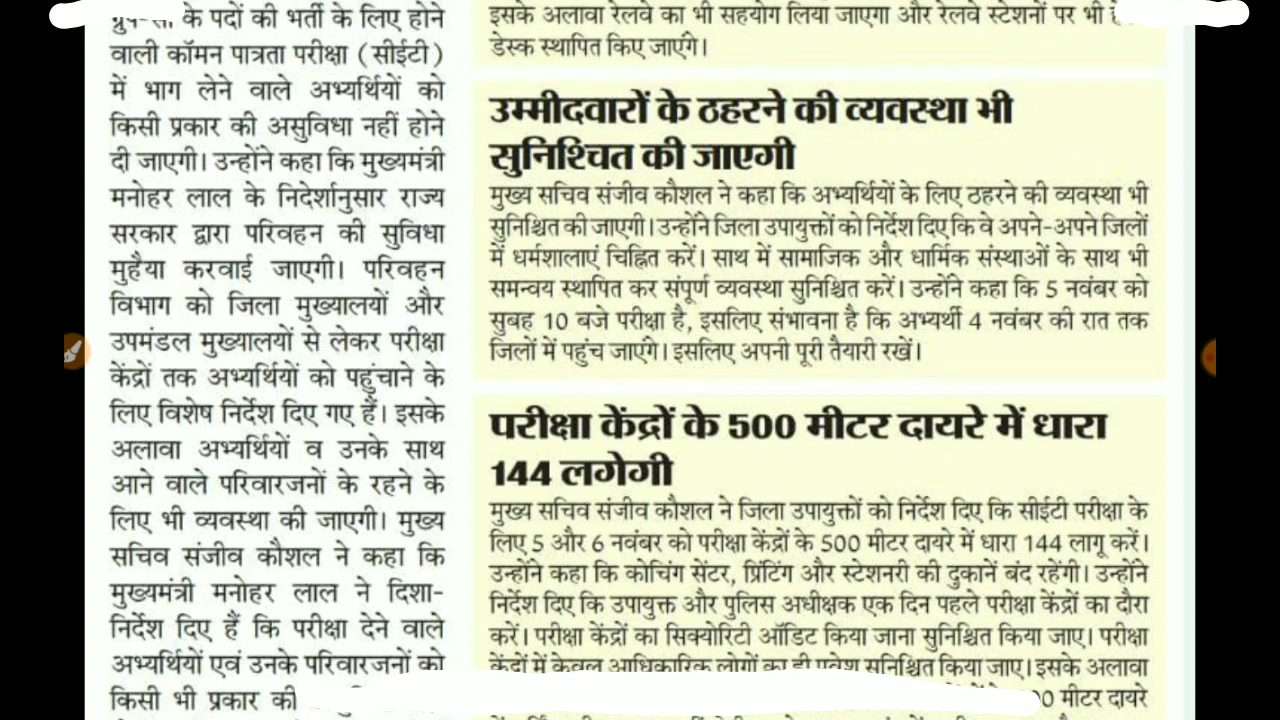 के पदों की भर्ती के लिए होने
वाली कॉमन पात्रता परीक्षा (सीईटी)
में भाग लेने वाले अभ्यर्थियों को
किसी प्रकार की असुविधा नहीं होने
दी जाएगी। उन्होंने कहा कि मुख्यमंत्री
मनोहर लाल के निदेर्शानुसार राज्य
सरकार द्वारा परिवहन की सुविधा
मुहैया करवाई जाएगी। परिवहन
विभाग को जिला मुख्यालयों और
उपमंडल मुख्यालयों से लेकर परीक्षा
केंद्रों तक अभ्यर्थियों को पहुंचाने के
लिए विशेष निर्देश दिए गए हैं। इसके
अलावा अभ्यर्थियों व उनके साथ
आने वाले परिवारजनों के रहने के
लिए भी व्यवस्था की जाएगी। मुख्य
सचिव संजीव कौशल ने कहा कि
मुख्यमंत्री मनोहर लाल ने दिशा-
निर्देश दिए हैं कि परीक्षा देने वाले
अभ्यर्थियों एवं उनके परिवारजनों को
किसी भी प्रकार की
इसके अलावा रेलवे का भी सहयोग लिया जाएगा और रेलवे स्टेशनों पर भी
डेस्क स्थापित किए जाएंगे।
उम्मीदवारों के ठहरने की व्यवस्था भी
सुनिश्चित की जाएगी
मुख्य सचिव संजीव कौशल ने कहा कि अभ्यर्थियों के लिए ठहरने की व्यवस्था भी
सुनिश्चित की जाएगी। उन्होंने जिला उपायुक्तों को निर्देश दिए कि वे अपने-अपने जिलों
में धर्मशालाएं चिह्नित करें। साथ में सामाजिक और धार्मिक संस्थाओं के साथ भी
समन्वय स्थापित कर संपूर्ण व्यवस्था सुनिश्चित करें। उन्होंने कहा कि 5 नवंबर को
सुबह 10 बजे परीक्षा है, इसलिए संभावना है कि अभ्यर्थी 4 नवंबर की रात तक
जिलों में पहुंच जाएंगे। इसलिए अपनी पूरी तैयारी रखें।
परीक्षा केंद्रों के 500 मीटर दायरे में धारा
144 लगेगी
मुख्य सचिव संजीव कौशल ने जिला उपायुक्तों को निर्देश दिए कि सीईटी परीक्षा के
लिए 5 और 6 नवंबर को परीक्षा केंद्रों के 500 मीटर दायरे में धारा 144 लागू करें।
उन्होंने कहा कि कोचिंग सेंटर, प्रिंटिंग और स्टेशनरी की दुकानें बंद रहेंगी। उन्होंने
निर्देश दिए कि उपायुक्त और पुलिस अधीक्षक एक दिन पहले परीक्षा केंद्रों का दौरा
करें। परीक्षा केंद्रों का सिक्योरिटी ऑडिट किया जाना सुनिश्चित किया जाए। परीक्षा
केंद्रों में केवल आधिकारिक लोगों का ही प्रवेश सुनिश्चित किया जाए। इसके अलावा
मीटर दायरे